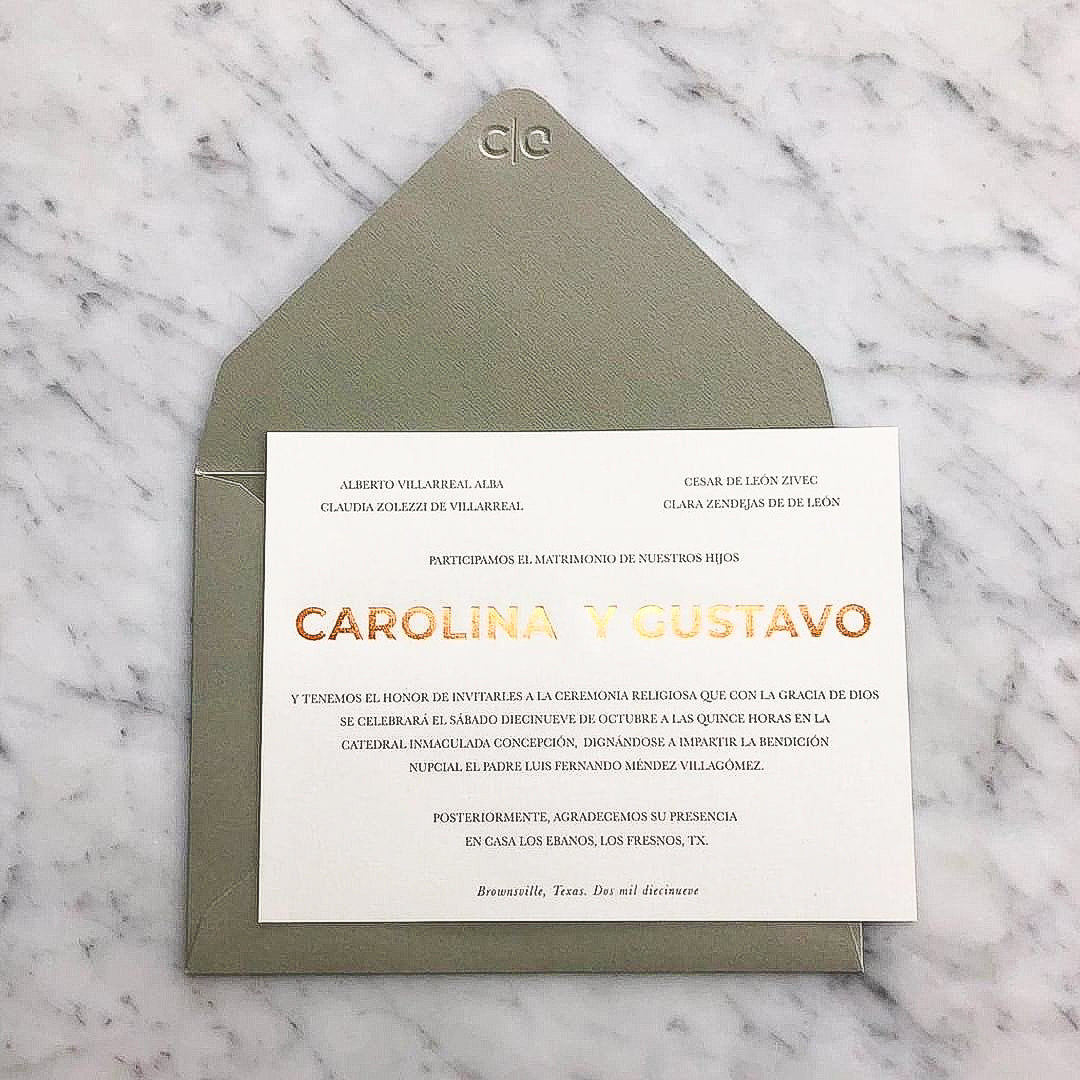 C|G
ALBERTO VILLARREAL ALBA
CLAUDIA ZOLEZZI DE VILLARREAL
CESAR DE LEÓN ZIVEC
CLARA ZENDEJAS DE DE LEÓN
PARTICIPAMOS EL MATRIMONIO DE NUESTROS HIJOS
CAROLINA Y GUSTAVO
Y TENEMOS EL HONOR DE INVITARLES A LA CEREMONIA RELIGIOSA QUE CON LA GRACIA DE DIOS
SE CELEBRARÁ EL SÁBADO DIECINUEVE DE OCTUBRE A LAS QUINCE HORAS EN LA
CATEDRAL INMACULADA CONCEPCIÓN, DIGNÁNDOSE A IMPARTIR LA BENDICIÓN
NUPCIAL EL PADRE LUIS FERNANDO MÉNDEZ VILLAGÓMEZ.
POSTERIORMENTE, AGRADECEMOS SU PRESENCIA
EN CASA LOS EBANOS, LOS FRESNOS, TX.
Brownsville, Texas. Dos mil diecinueve